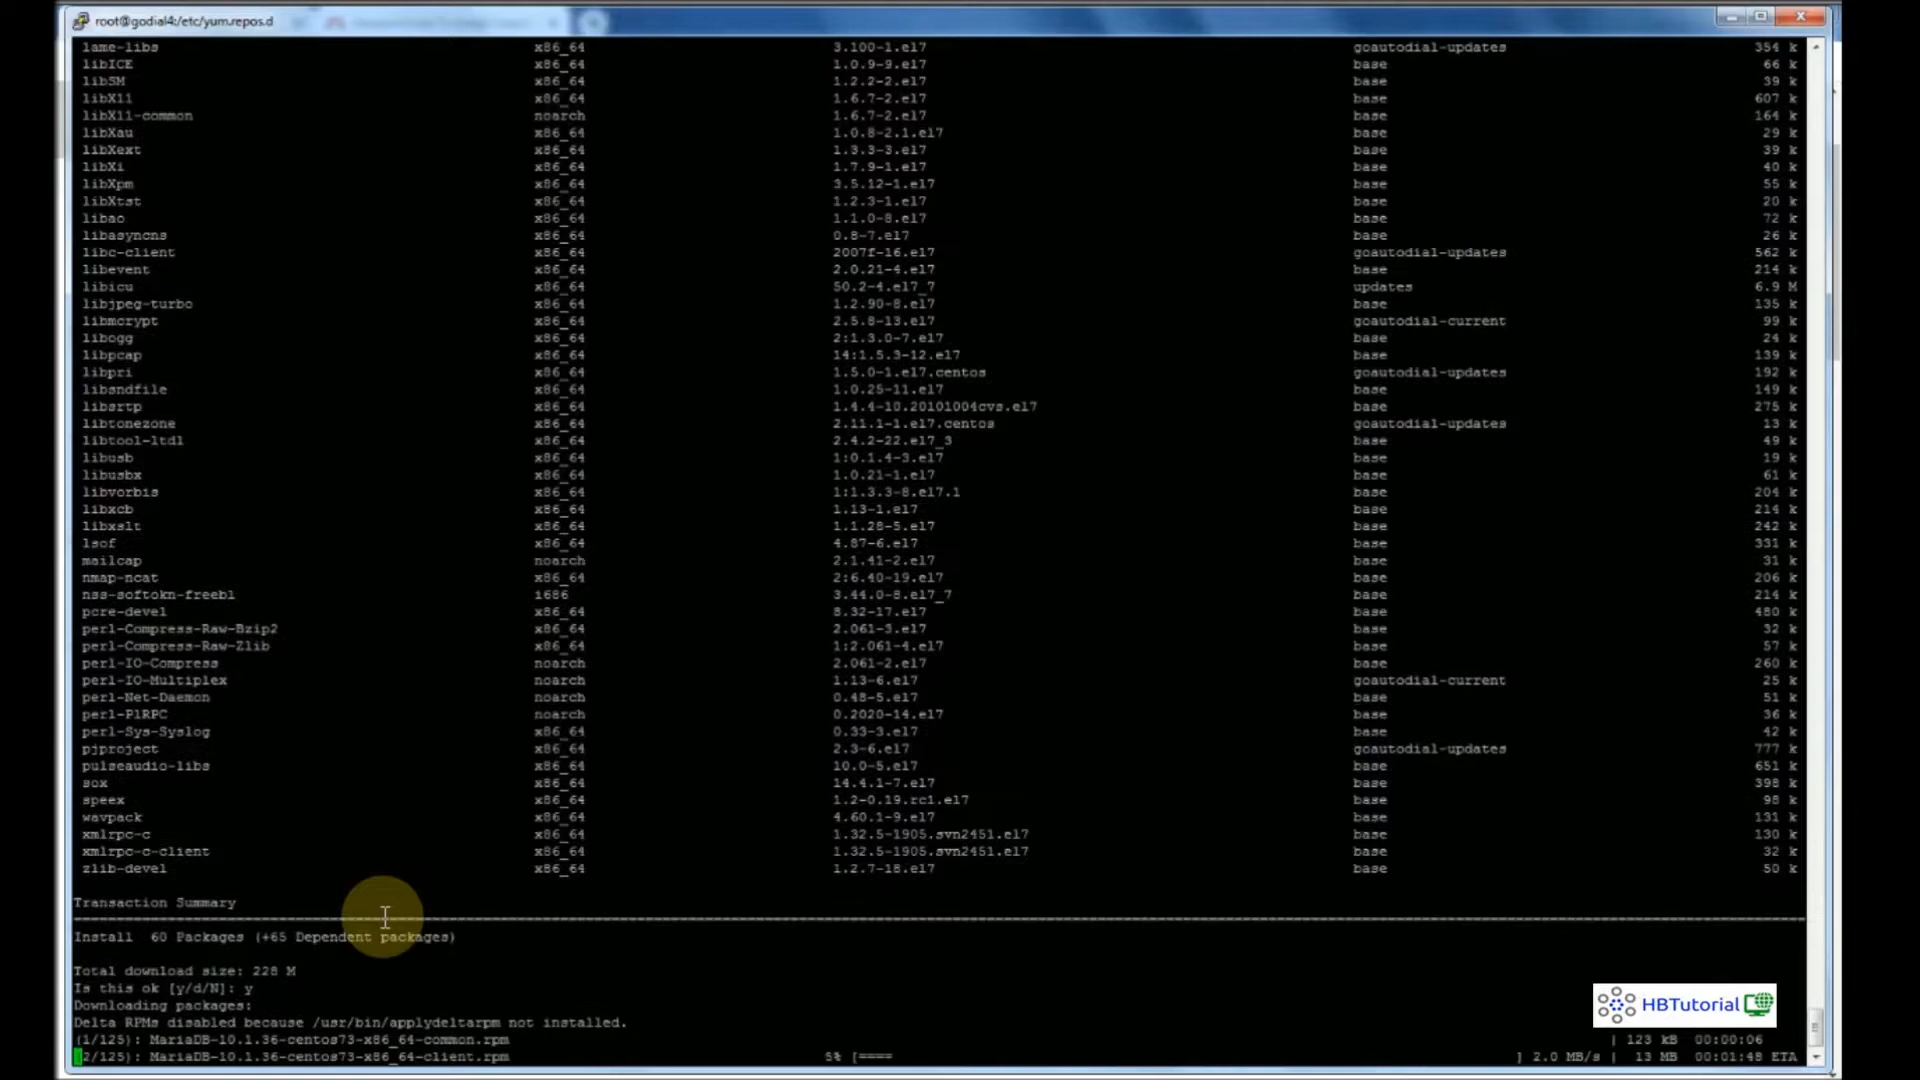 root@godial4:/etc/yum.repos.d
lame-libs x86_64 3.100-1.el7 goautodial-updates 354 k
libICE x86_64 1.0.9-9.el7 base 66 k
libSM x86_64 1.2.2-2.el7 base 39 k
libX11 x86_64 1.6.7-2.el7 base 607 k
libX11-common noarch 1.6.7-2.el7 base 164 k
libXau x86_64 1.0.8-2.1.el7 base 29 k
libXext x86_64 1.3.3-3.el7 base 39 k
libXi x86_64 1.7.9-1.el7 base 40 k
libXpm x86_64 3.5.12-1.el7 base 55 k
libXtst x86_64 1.2.3-1.el7 base 20 k
libao x86_64 1.1.0-8.el7 base 72 k
libasyncns x86_64 0.8-7.el7 base 26 k
libc-client x86_64 2007f-16.el7 goautodial-updates 562 k
libevent x86_64 2.0.21-4.el7 base 214 k
libicu x86_64 50.2-4.el7_7 updates 6.9 M
libjpeg-turbo x86_64 1.2.90-8.el7 base 135 k
libmcrypt x86_64 2.5.8-13.el7 goautodial-current 99 k
libogg x86_64 2:1.3.0-7.el7 base 24 k
libpcap x86_64 14:1.5.3-12.el7 base 139 k
libpri x86_64 1.5.0-1.el7.centos goautodial-updates 192 k
libsndfile x86_64 1.0.25-11.el7 base 149 k
libsrtp x86_64 1.4.4-10.20101004cvs.el7 base 275 k
libtonezone x86_64 2.11.1-1.el7.centos goautodial-updates 13 k
libtool-ltdl x86_64 2.4.2-22.el7_3 base 49 k
libusb x86_64 1:0.1.4-3.el7 base 19 k
libusbx x86_64 1.0.21-1.el7 base 61 k
libvorbis x86_64 1:1.3.3-8.el7.1 base 204 k
libxcb x86_64 1.13-1.el7 base 214 k
libxslt x86_64 1.1.28-5.el7 base 242 k
lsof x86_64 4.87-6.el7 base 331 k
mailcap noarch 2.1.41-2.el7 base 31 k
nmap-ncat x86_64 2:6.40-19.el7 base 206 k
nss-softokn-freebl i686 3.44.0-8.el7_7 base 214 k
pcre-devel x86_64 8.32-17.el7 base 480 k
perl-Compress-Raw-Bzip2 x86_64 2.061-3.el7 base 32 k
perl-Compress-Raw-Zlib x86_64 1:2.061-4.el7 base 57 k
perl-IO-Compress noarch 2.061-2.el7 base 260 k
perl-IO-Multiplex noarch 1.13-6.el7 goautodial-current 25 k
perl-Net-Daemon noarch 0.48-5.el7 base 51 k
perl-PlRPC noarch 0.2020-14.el7 base 36 k
perl-Sys-Syslog x86_64 0.33-3.el7 base 42 k
pjproject x86_64 2.3-6.el7 goautodial-updates 777 k
pulseaudio-libs x86_64 10.0-5.el7 base 651 k
sox x86_64 14.4.1-7.el7 base 398 k
speex x86_64 1.2-0.19.rc1.el7 base 98 k
wavpack x86_64 4.60.1-9.el7 base 131 k
xmlrpc-c x86_64 1.32.5-1905.svn2451.el7 base 130 k
xmlrpc-c-client x86_64 1.32.5-1905.svn2451.el7 base 32 k
zlib-devel x86_64 1.2.7-18.el7 base 50 k
Transaction Summary
Install 60 Packages (+65 Dependent packages)
Total download size: 228 M
Is this ok [y/d/N]: y
Downloading packages:
Delta RPMs disabled because /usr/bin/applydeltarpm not installed.
(1/125): MariaDB-10.1.36-centos73-x86_64-common.rpm | 123 kB 00:00:06
2/125): MariaDB-10.1.36-centos73-x86_64-client.rpm 5% [==== ] 2.0 MB/s | 13 MB 00:01:48 ETA
HBTutorial